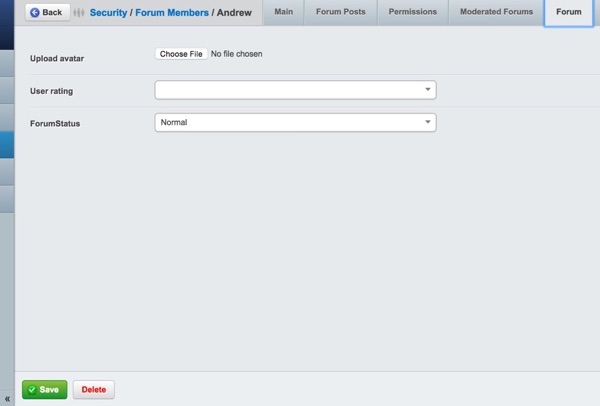 Back Security / Forum Members / Andrew Main Forum Posts Permissions Moderated Forums Forum
Upload avatar Choose File No file chosen
User rating
ForumStatus Normal
« Save Delete